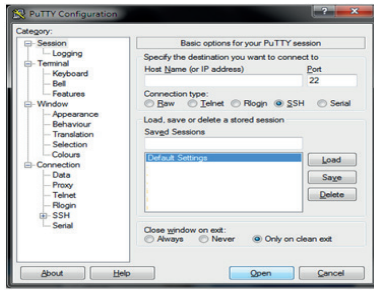 PuTTY Configuration
Category:
Session
Logging
Terminal
Keyboard
Bell
Features
Window
Appearance
Behaviour
Translation
Selection
Colours
Connection
Data
Proxy
Telnet
Rlogin
SSH
Serial
Basic options for your PuTTY session
Specify the destination you want to connect to
Host Name (or IP address) Port
22
Connection type:
Raw Telnet Rlogin SSH Serial
Load, save or delete a stored session
Saved Sessions
Default Settings
Load
Save
Delete
Close window on exit:
Always Never Only on clean exit
About Help Open Cancel